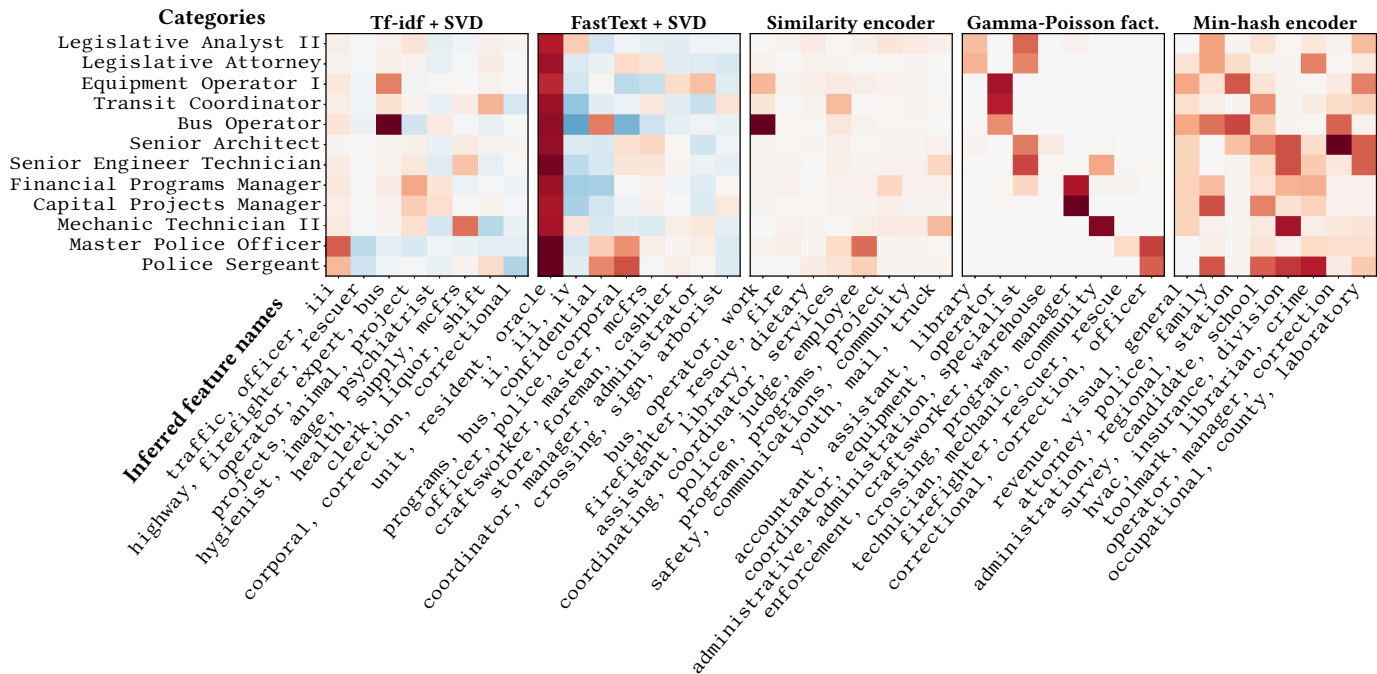 Categories
Tf-idf + SVD
FastText + SVD
Similarity encoder
Gamma-Poisson fact.
Min-hash encoder
Legislative Analyst II
Legislative Attorney
Equipment Operator I
Transit Coordinator
Bus Operator
Senior Architect
Senior Engineer Technician
Financial Programs Manager
Capital Projects Manager
Mechanic Technician II
Master Police Officer
Police Sergeant
Inferred feature names
traffic, officer, iii
firefighter, rescuer
highway, operator, expert, bus
projects, animal, project
hygienist, image, psychiatrist
health, supply, mcfrs
clerk, liquor, shift
corporal, correction, correctional
unit, resident, oracle
ii, iii, iv
programs, bus, confidential
officer, police, corporal
craftsworker, master, mcfrs
store, foreman, cashier
coordinator, manager, administrator
crossing, sign, arborist
bus, operator, work
firefighter, rescue, fire
assistant, library, dietary
coordinating, coordinator, services
police, judge, employee
program, programs, project
safety, communications, community
youth, mail, truck
accountant, assistant, library
coordinator, equipment, operator
administrative, administration, specialist
enforcement, craftsworker, warehouse
crossing, program, manager
technician, mechanic, community
firefighter, rescuer, rescue
correctional, correction, officer
revenue, visual, general
attorney, police, family
administration, regional, station
survey, candidate, school
hvac, insurance, division
toolmark, librarian, crime
operator, manager, correction
occupational, county, laboratory